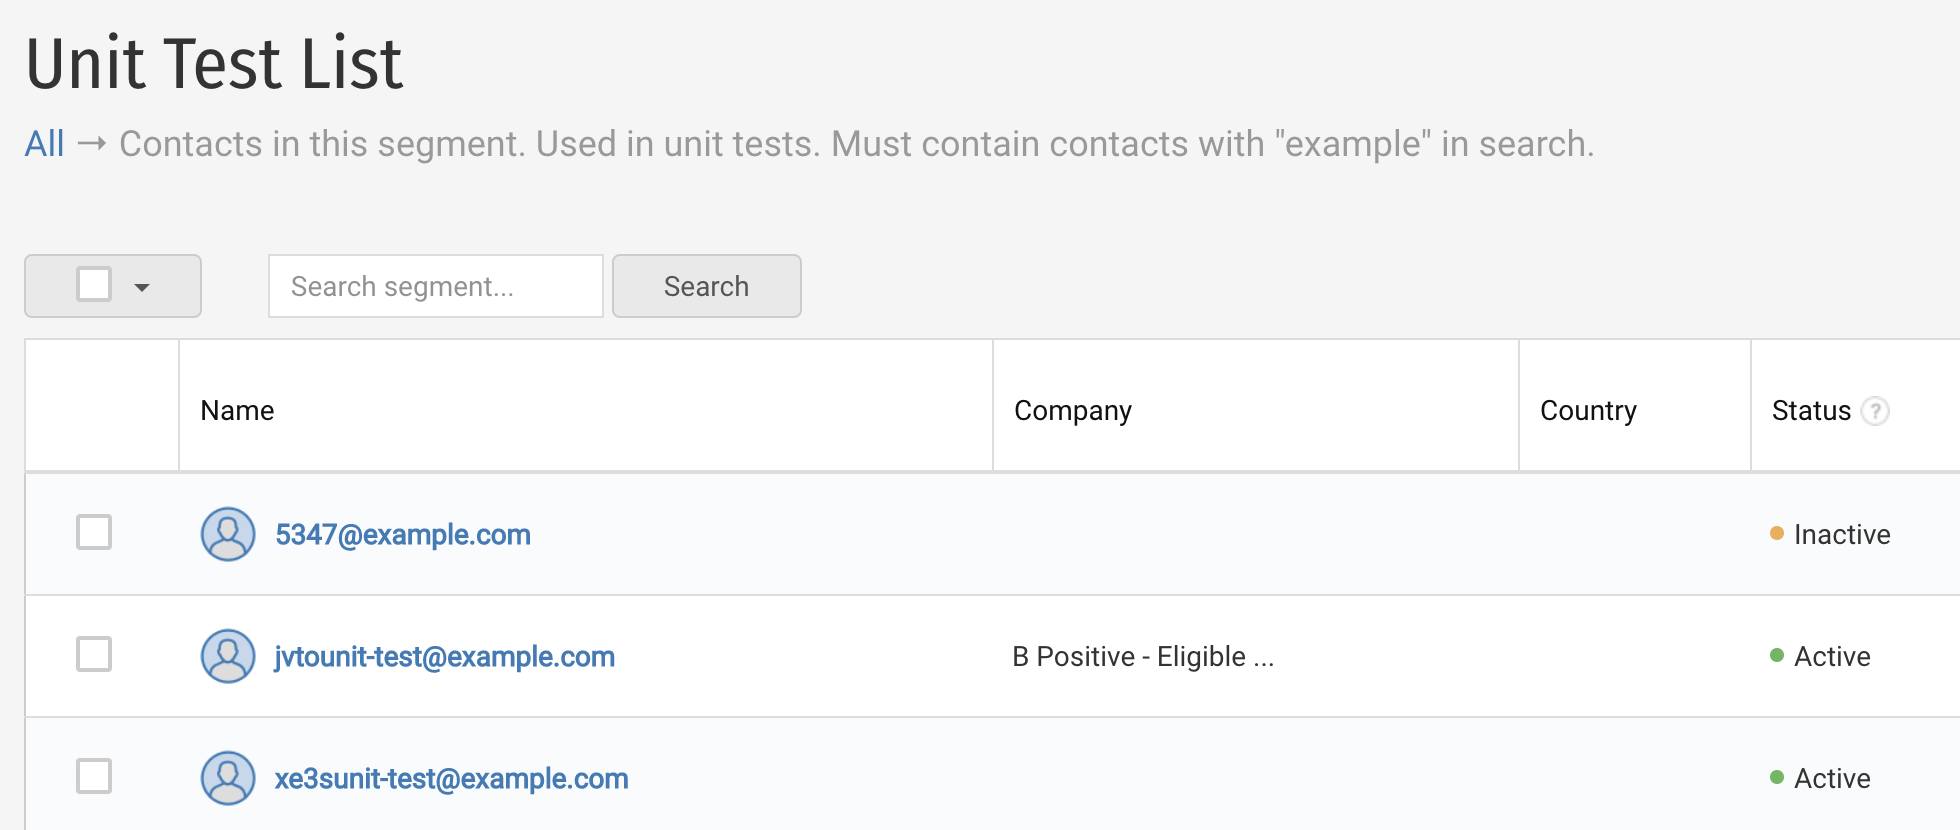 Unit Test List
All → Contacts in this segment. Used in unit tests. Must contain contacts with "example" in search.
Search segment... Search
Name Company Country Status ?
5347@example.com Inactive
jvtounit-test@example.com B Positive - Eligible ... Active
xe3sunit-test@example.com Active